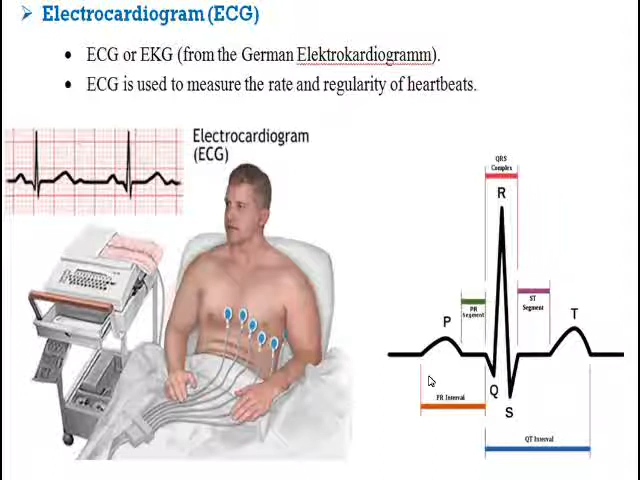 Electrocardiogram (ECG)
ECG or EKG (from the German Elektrokardiogramm).
ECG is used to measure the rate and regularity of heartbeats.
Electrocardiogram
(ECG)
QRS
Complex
R
PR
Segment
ST
Segment
P
T
Q
S
PR Interval
QT Interval